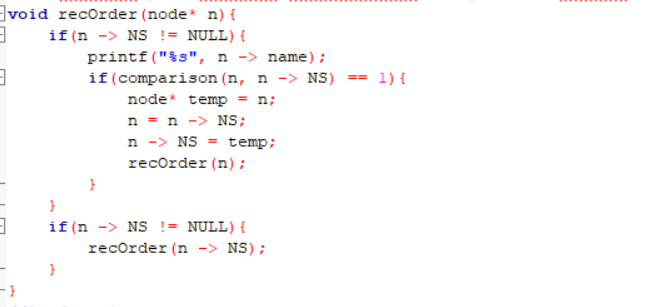 void recOrder(node* n){
    if(n -> NS != NULL){
        printf("%s", n -> name);
        if(comparison(n, n -> NS) == 1){
            node* temp = n;
            n = n -> NS;
            n -> NS = temp;
            recOrder(n);
        }
    }
    if(n -> NS != NULL){
        recOrder(n -> NS);
    }
}